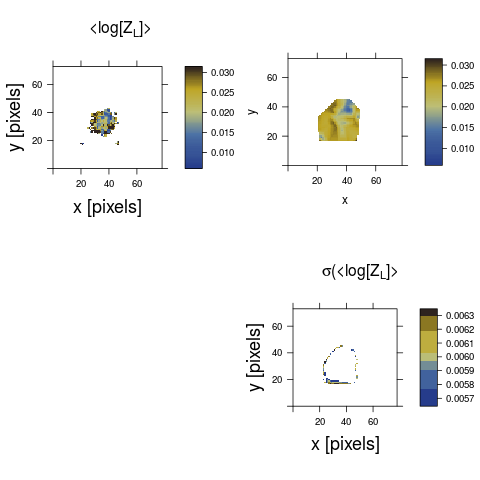 <log[Z_L]>
60
40
20
20 40 60
x [pixels]
y [pixels]
0.030
0.025
0.020
0.015
0.010
60
40
20
20 40 60
x
y
0.030
0.025
0.020
0.015
0.010
σ(<log[Z_L]>
60
40
20
0 20 40 60
x [pixels]
y [pixels]
0.0063
0.0062
0.0061
0.0060
0.0059
0.0058
0.0057